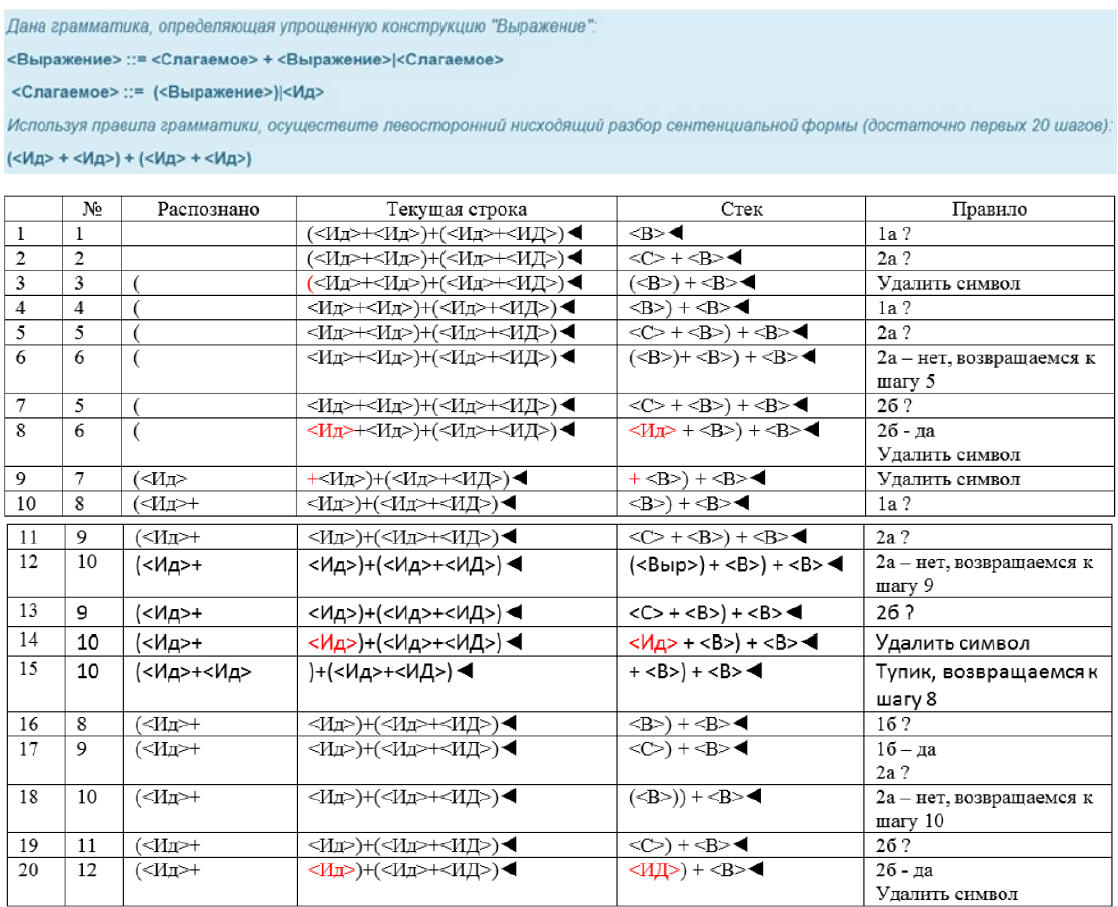 Дана грамматика, определяющая упрощенную конструкцию "Выражение":
<Выражение> ::= <Слагаемое> + <Выражение>|<Слагаемое>
<Слагаемое> ::= (<Выражение>)|<Ид>
Используя правила грамматики, осуществите левосторонний нисходящий разбор сентенциальной формы (достаточно первых 20 шагов):
(<Ид> + <Ид>) + (<Ид> + <Ид>)
№ Распознано Текущая строка Стек Правило
1 1 (<Ид>+<Ид>)+(<Ид>+<ИД>)◄ <В>◄ 1а ?
2 2 (<Ид>+<Ид>)+(<Ид>+<ИД>)◄ <С> + <В>◄ 2а ?
3 3 ( (<Ид>+<Ид>)+(<Ид>+<ИД>)◄ (<В>) + <В>◄ Удалить символ
4 4 ( <Ид>+<Ид>)+(<Ид>+<ИД>)◄ <В>) + <В>◄ 1а ?
5 5 ( <Ид>+<Ид>)+(<Ид>+<ИД>)◄ <С> + <В>) + <В>◄ 2а ?
6 6 ( <Ид>+<Ид>)+(<Ид>+<ИД>)◄ (<В>)+ <В>) + <В>◄ 2а – нет, возвращаемся к
шагу 5
7 5 ( <Ид>+<Ид>)+(<Ид>+<ИД>)◄ <С> + <В>) + <В>◄ 2б ?
8 6 ( <Ид>+<Ид>)+(<Ид>+<ИД>)◄ <Ид> + <В>) + <В>◄ 2б - да
Удалить символ
9 7 (<Ид> +<Ид>)+(<Ид>+<ИД>)◄ + <В>) + <В>◄ Удалить символ
10 8 (<Ид>+ <Ид>)+(<Ид>+<ИД>)◄ <В>) + <В>◄ 1а ?
11 9 (<Ид>+ <Ид>)+(<Ид>+<ИД>)◄ <С> + <В>) + <В>◄ 2а ?
12 10 (<Ид>+ <Ид>)+(<Ид>+<ИД>)◄ (<Выр>) + <В>) + <В>◄ 2а – нет, возвращаемся к
шагу 9
13 9 (<Ид>+ <Ид>)+(<Ид>+<ИД>)◄ <С> + <В>) + <В>◄ 2б ?
14 10 (<Ид>+ <Ид>)+(<Ид>+<ИД>)◄ <Ид> + <В>) + <В>◄ Удалить символ
15 10 (<Ид>+<Ид> )+(<Ид>+<ИД>)◄ + <В>) + <В>◄ Тупик, возвращаемся к
шагу 8
16 8 (<Ид>+ <Ид>)+(<Ид>+<ИД>)◄ <В>) + <В>◄ 1б ?
17 9 (<Ид>+ <Ид>)+(<Ид>+<ИД>)◄ <С>) + <В>◄ 1б – да
2а ?
18 10 (<Ид>+ <Ид>)+(<Ид>+<ИД>)◄ (<В>)) + <В>◄ 2а – нет, возвращаемся к
шагу 10
19 11 (<Ид>+ <Ид>)+(<Ид>+<ИД>)◄ <С>) + <В>◄ 2б ?
20 12 (<Ид>+ <Ид>)+(<Ид>+<ИД>)◄ <ИД>) + <В>◄ 2б - да
Удалить символ